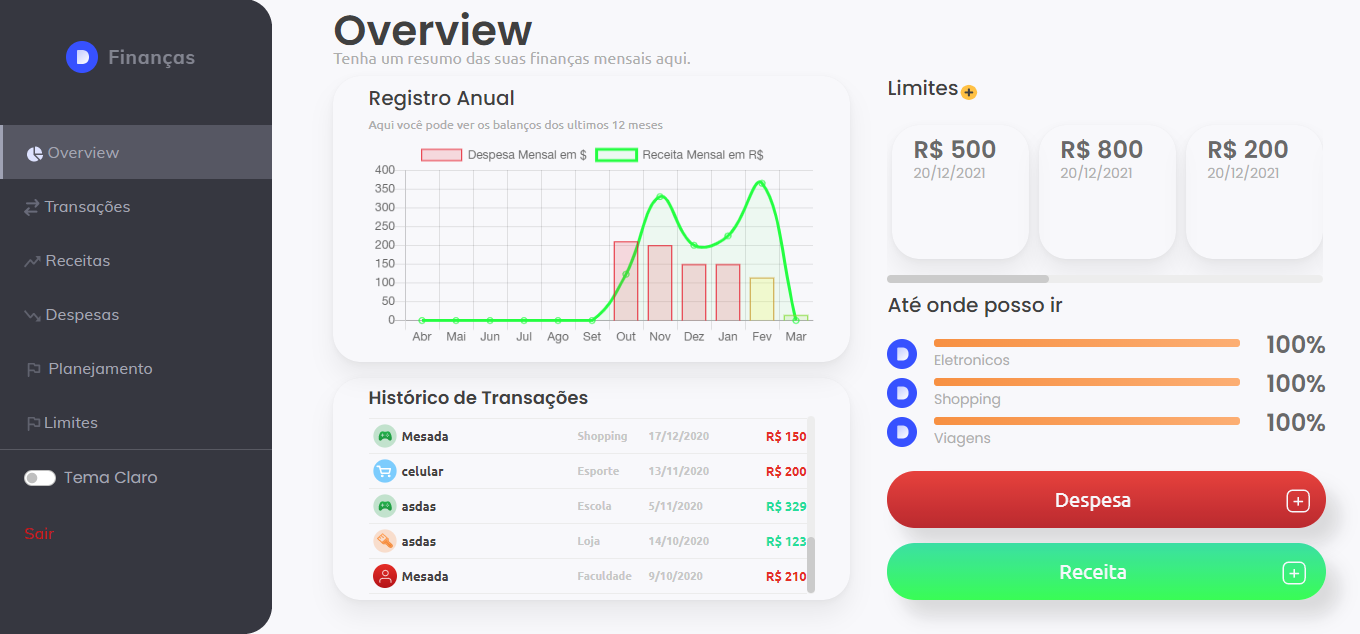 D Finanças
Overview
Transações
Receitas
Despesas
Planejamento
Limites
Tema Claro
Sair
Overview
Tenha um resumo das suas finanças mensais aqui.
Registro Anual
Aqui você pode ver os balanços dos ultimos 12 meses
Despesa Mensal em $ Receita Mensal em R$
400
350
300
250
200
150
100
50
0
Abr Mai Jun Jul Ago Set Out Nov Dez Jan Fev Mar
Histórico de Transações
Mesada Shopping 17/12/2020 R$ 150
celular Esporte 13/11/2020 R$ 200
asdas Escola 5/11/2020 R$ 329
asdas Loja 14/10/2020 R$ 123
Mesada Faculdade 9/10/2020 R$ 210
Limites +
R$ 500 R$ 800 R$ 200
20/12/2021 20/12/2021 20/12/2021
Até onde posso ir
D Eletronicos 100%
D Shopping 100%
D Viagens 100%
Despesa +
Receita +